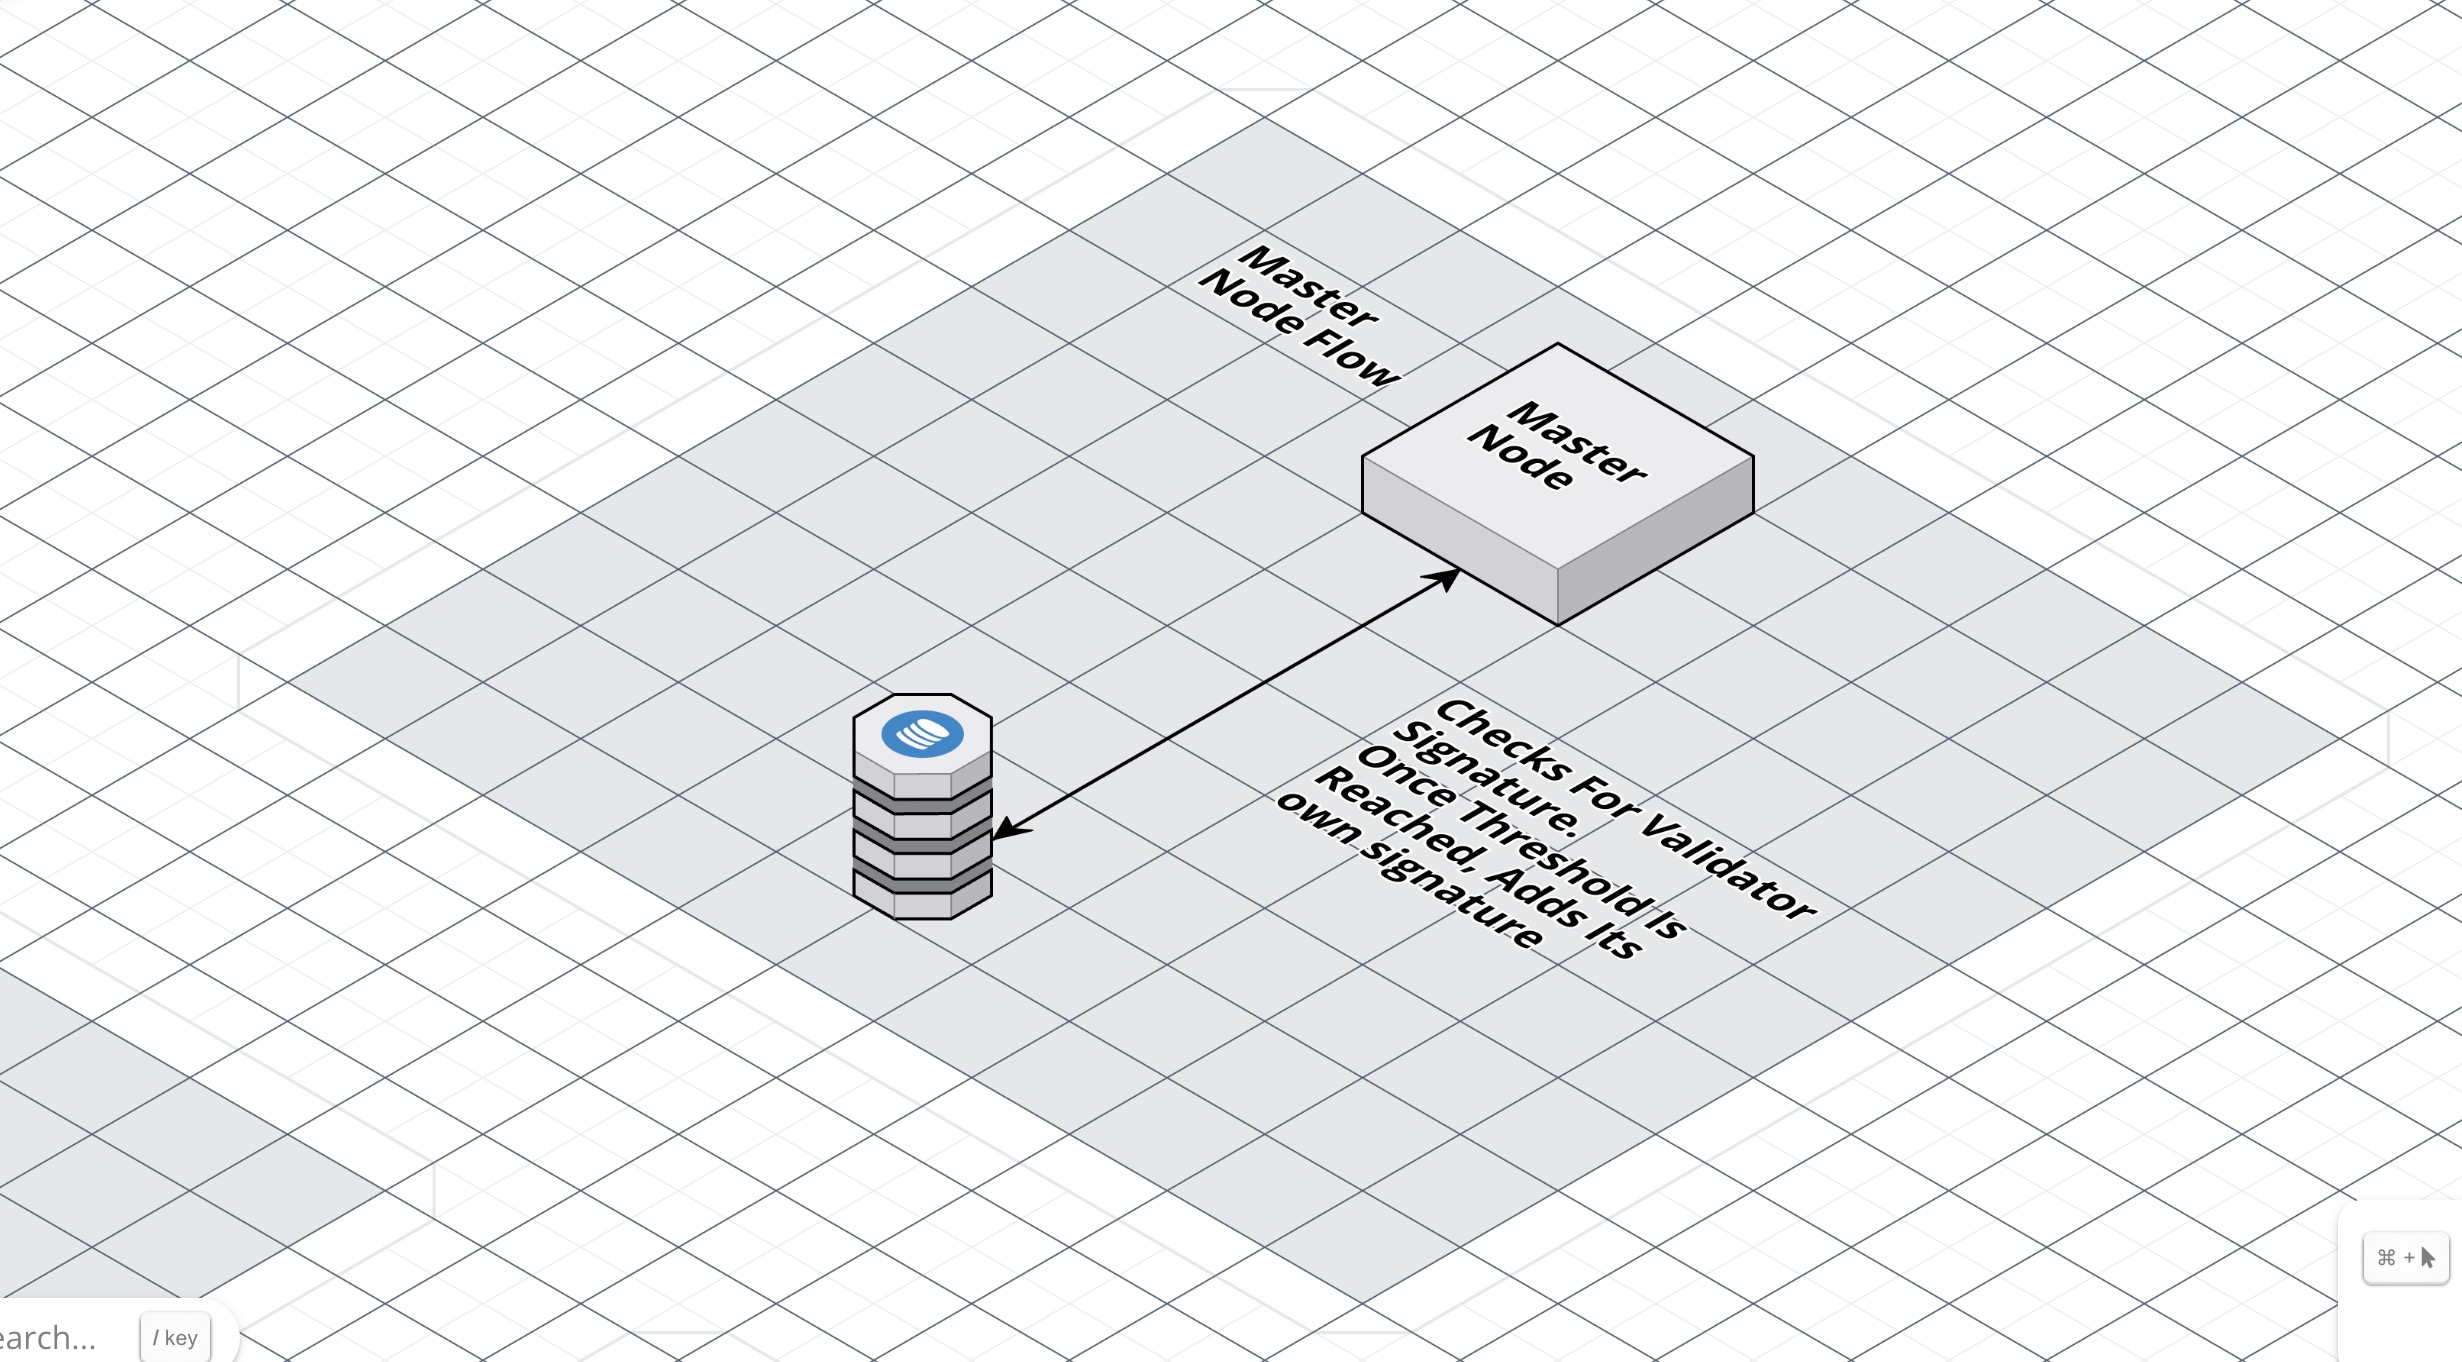 Master
Node Flow
Master
Node
Checks For Validator
Signature.
Once Threshold Is
Reached, Adds Its
own signature
earch...
/ key
⌘ +